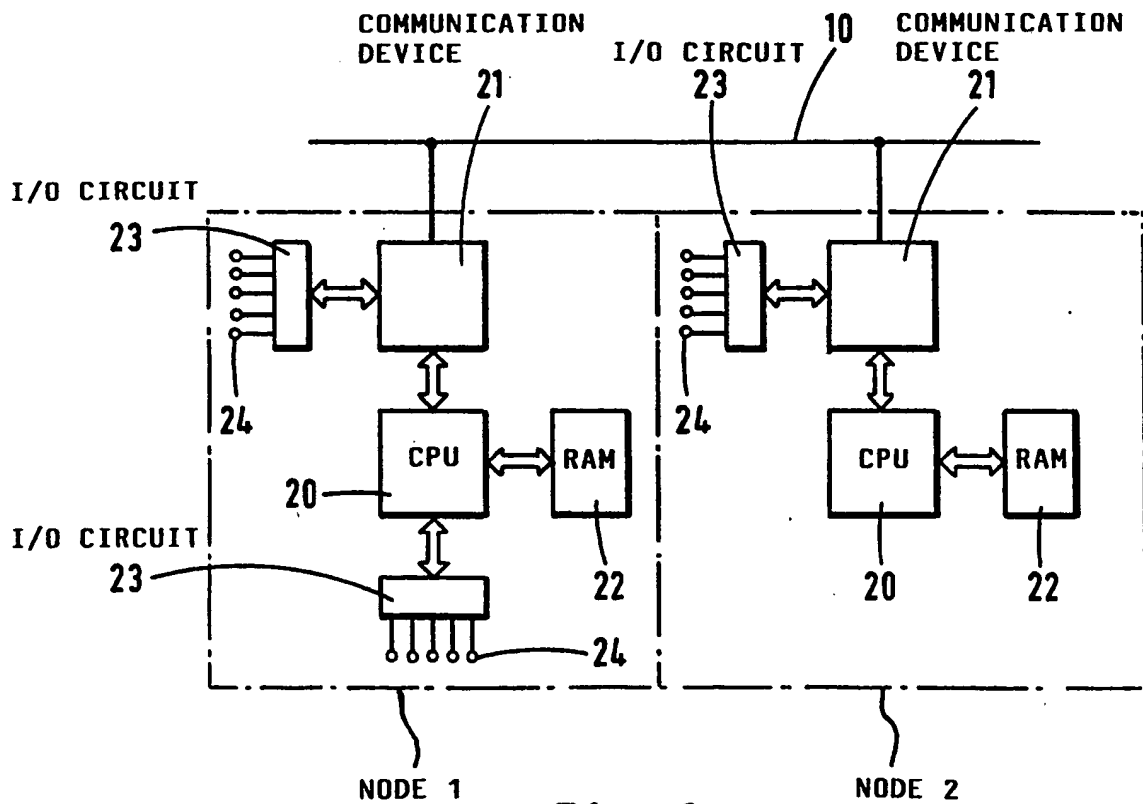 COMMUNICATION
DEVICE
21
I/O CIRCUIT
23
10
COMMUNICATION
DEVICE
21
I/O CIRCUIT
23
24
24
CPU
RAM
CPU
RAM
20
I/O CIRCUIT
23
22
20
22
24
NODE 1
NODE 2